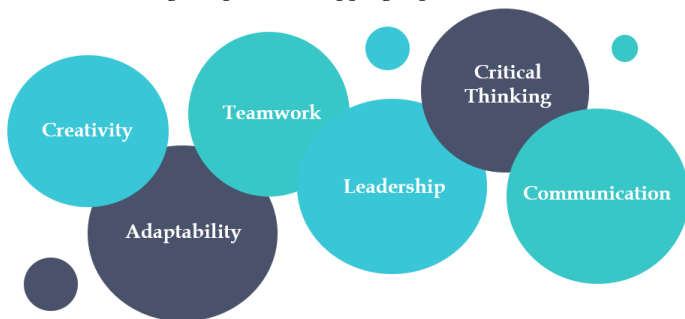 Creativity
Teamwork
Critical
Thinking
Leadership
Communication
Adaptability